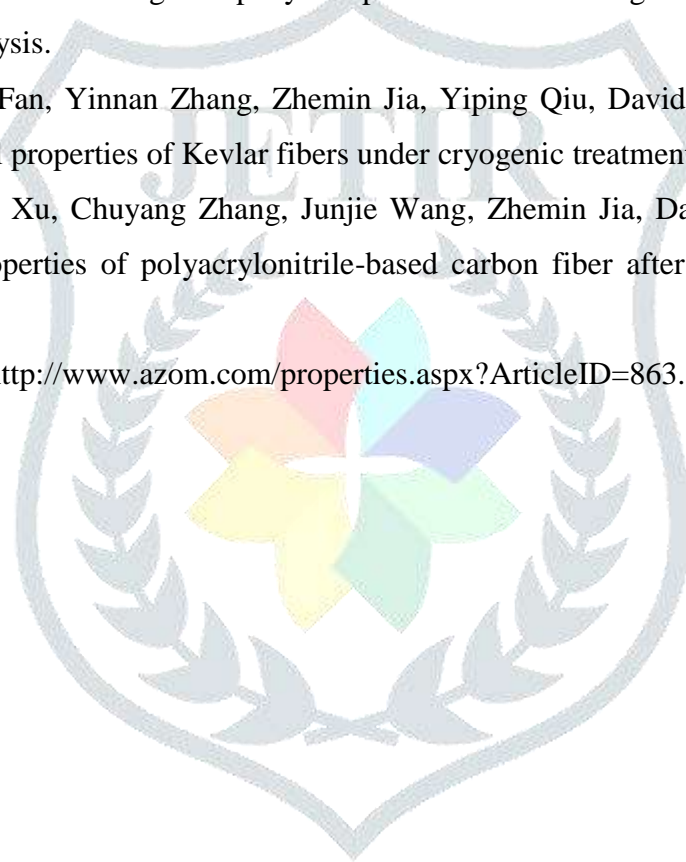 ysis.
Fan, Yinnan Zhang, Zhemin Jia, Yiping Qiu, David
properties of Kevlar fibers under cryogenic treatment
Xu, Chuyang Zhang, Junjie Wang, Zhemin Jia, Da
operties of polyacrylonitrile-based carbon fiber after
ttp://www.azom.com/properties.aspx?ArticleID=863.
JETIR